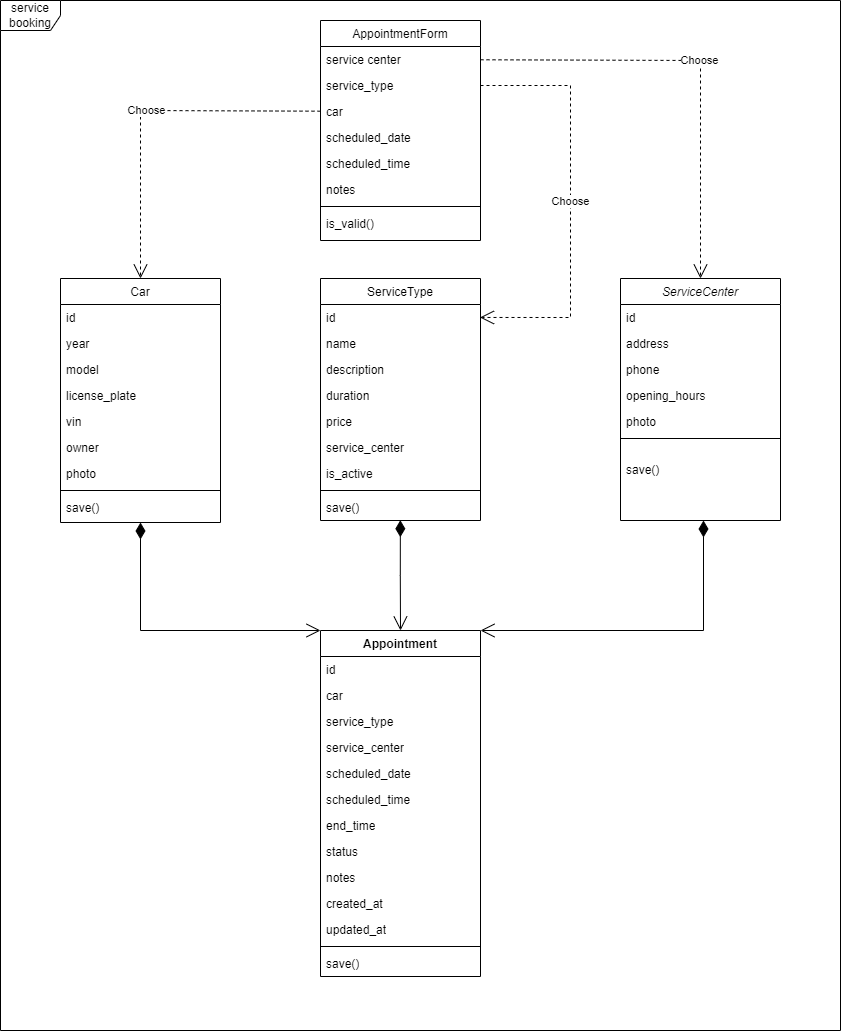 service
booking
AppointmentForm
service center
service_type
car
scheduled_date
scheduled_time
notes
is_valid()
Choose
Choose
Choose
Car
id
year
model
license_plate
vin
owner
photo
save()
ServiceType
id
name
description
duration
price
service_center
is_active
save()
ServiceCenter
id
address
phone
opening_hours
photo
save()
Appointment
id
car
service_type
service_center
scheduled_date
scheduled_time
end_time
status
notes
created_at
updated_at
save()